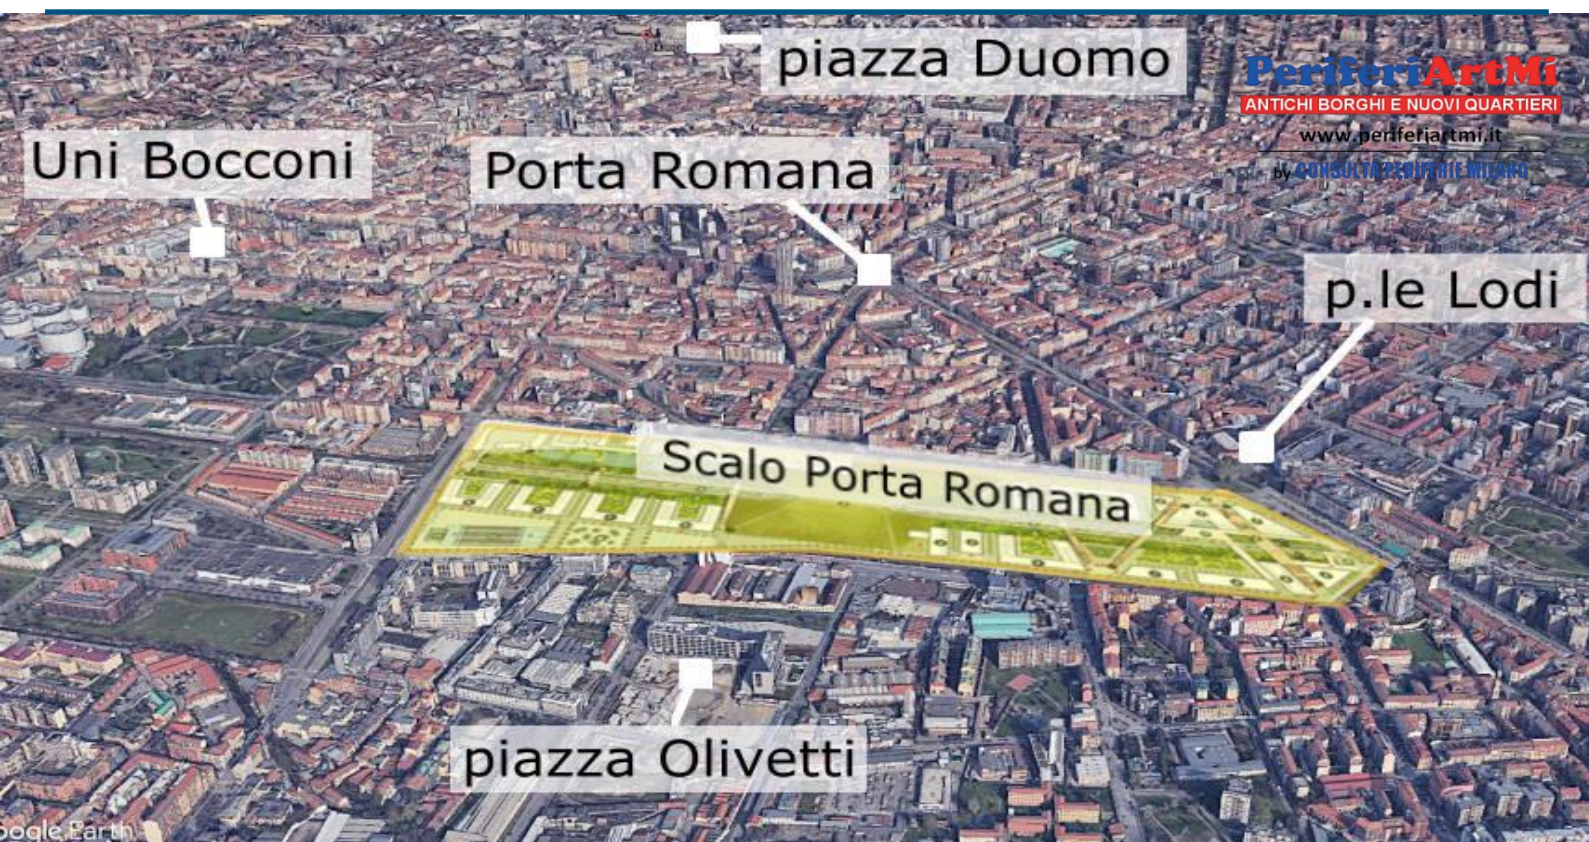 piazza Duomo
PeriferiArtMi
ANTICHI BORGHI E NUOVI QUARTIERI
www.periferiartmi.it
by CONSULTA PERIFERIE MILANO
Uni Bocconi
Porta Romana
p.le Lodi
Scalo Porta Romana
piazza Olivetti
oogle Earth